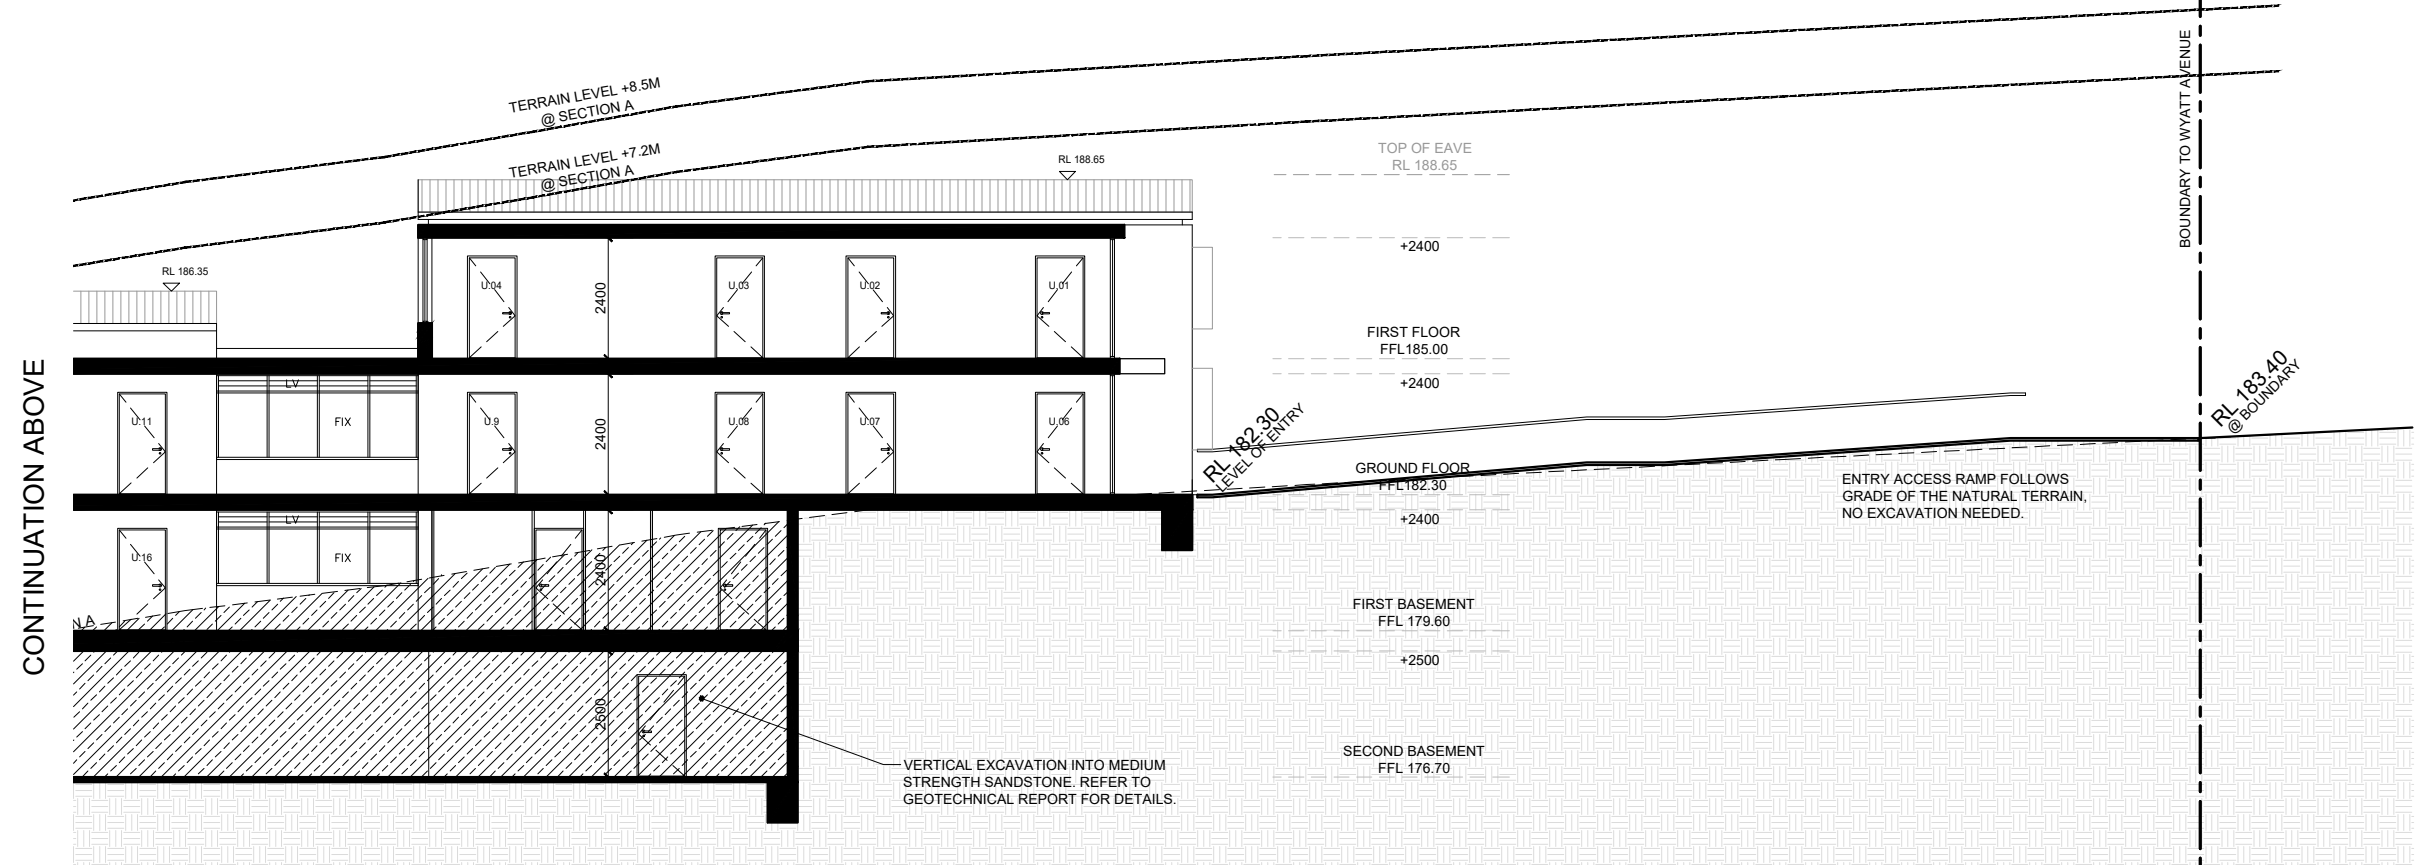 BOUNDARY TO WYATT AVENUE
TERRAIN LEVEL +8.5M
@ SECTION A
TERRAIN LEVEL +7.2M
@ SECTION A
RL 188.65
TOP OF EAVE
RL 188.65
+2400
RL 186.35
U.04
2400
U.03
U.02
U.01
FIRST FLOOR
FFL185.00
+2400
CONTINUATION ABOVE
LV
U.11
FIX
U.9
2400
U.08
U.07
U.06
RL 182.30
LEVEL OF ENTRY
RL 183.40
@ BOUNDARY
GROUND FLOOR
FFL182.30
+2400
ENTRY ACCESS RAMP FOLLOWS
GRADE OF THE NATURAL TERRAIN,
NO EXCAVATION NEEDED.
LV
U.16
FIX
2400
N A
FIRST BASEMENT
FFL 179.60
+2500
2500
SECOND BASEMENT
FFL 176.70
VERTICAL EXCAVATION INTO MEDIUM
STRENGTH SANDSTONE. REFER TO
GEOTECHNICAL REPORT FOR DETAILS.